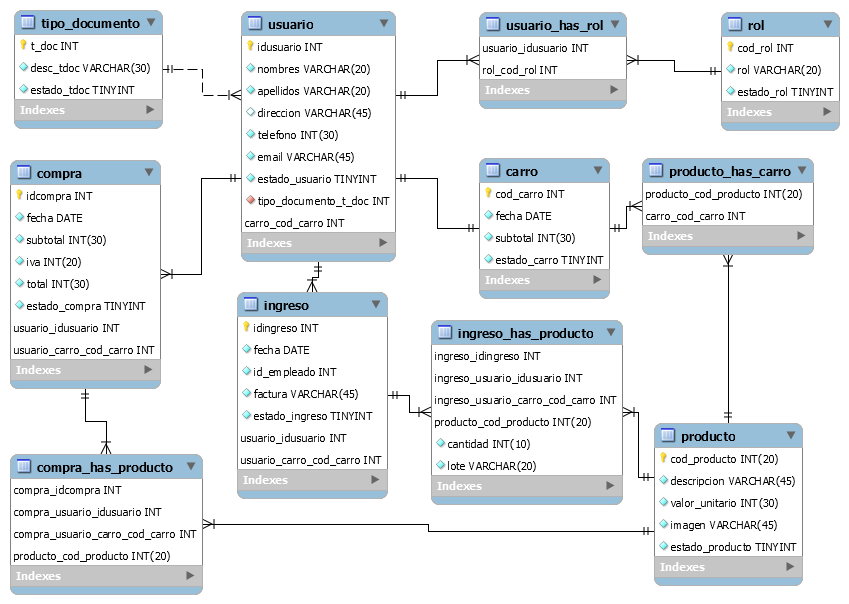 tipo_documento
t_doc INT
desc_tdoc VARCHAR(30)
estado_tdoc TINYINT
Indexes
usuario
idusuario INT
nombres VARCHAR(20)
apellidos VARCHAR(20)
direccion VARCHAR(45)
telefono INT(30)
email VARCHAR(45)
estado_usuario TINYINT
tipo_documento_t_doc INT
carro_cod_carro INT
Indexes
usuario_has_rol
usuario_idusuario INT
rol_cod_rol INT
Indexes
rol
cod_rol INT
rol VARCHAR(20)
estado_rol TINYINT
Indexes
compra
idcompra INT
fecha DATE
subtotal INT(30)
iva INT(20)
total INT(30)
estado_compra TINYINT
usuario_idusuario INT
usuario_carro_cod_carro INT
Indexes
carro
cod_carro INT
fecha DATE
subtotal INT(30)
estado_carro TINYINT
Indexes
producto_has_carro
producto_cod_producto INT(20)
carro_cod_carro INT
Indexes
ingreso
idingreso INT
fecha DATE
id_empleado INT
factura VARCHAR(45)
estado_ingreso TINYINT
usuario_idusuario INT
usuario_carro_cod_carro INT
Indexes
ingreso_has_producto
ingreso_idingreso INT
ingreso_usuario_idusuario INT
ingreso_usuario_carro_cod_carro INT
producto_cod_producto INT(20)
cantidad INT(10)
lote VARCHAR(20)
Indexes
producto
cod_producto INT(20)
descripcion VARCHAR(45)
valor_unitario INT(30)
imagen VARCHAR(45)
estado_producto TINYINT
Indexes
compra_has_producto
compra_idcompra INT
compra_usuario_idusuario INT
compra_usuario_carro_cod_carro INT
producto_cod_producto INT(20)
Indexes